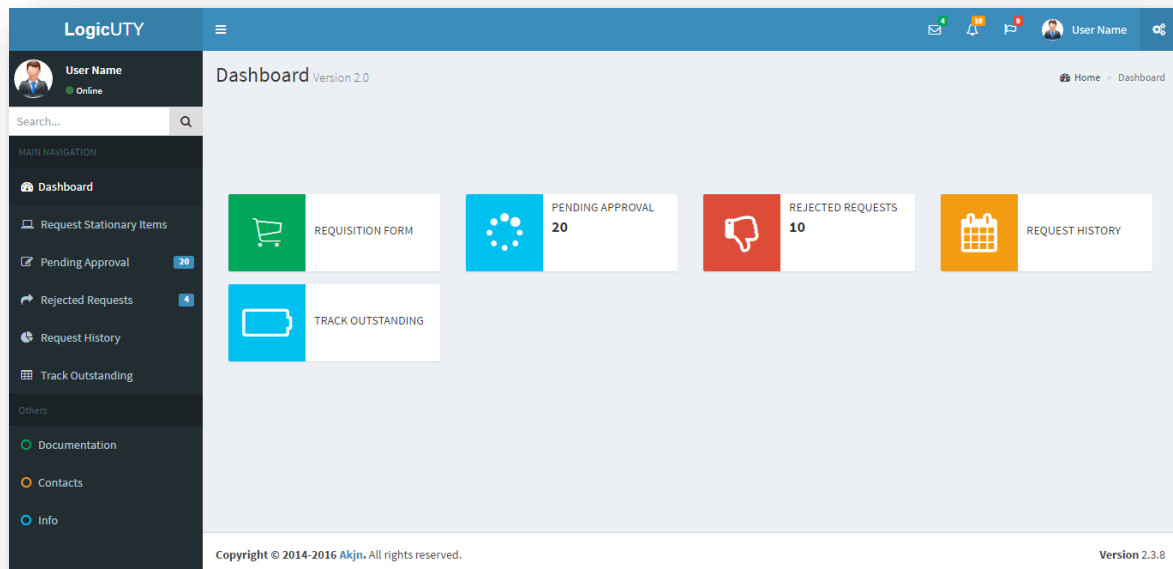 LogicUTY
4
10
9
User Name
User Name
Online
Search...
MAIN NAVIGATION
Dashboard
Request Stationary Items
Pending Approval 20
Rejected Requests 4
Request History
Track Outstanding
Others
Documentation
Contacts
Info
Dashboard Version 2.0
Home > Dashboard
REQUISITION FORM
PENDING APPROVAL
20
REJECTED REQUESTS
10
REQUEST HISTORY
TRACK OUTSTANDING
Copyright © 2014-2016 Akjn. All rights reserved.
Version 2.3.8